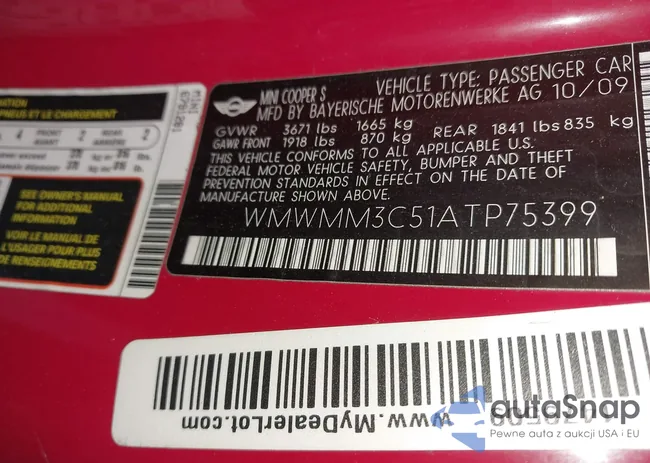 MINI COOPER S
VEHICLE TYPE: PASSENGER CAR
MFD BY BAYERISCHE MOTORENWERKE AG 10/09
GVWR 3671 lbs 1665 kg
GAWR FRONT 1918 lbs 870 kg REAR 1841 lbs 835 kg
THIS VEHICLE CONFORMS TO ALL APPLICABLE U.S.
FEDERAL MOTOR VEHICLE SAFETY, BUMPER AND THEFT
PREVENTION STANDARDS IN EFFECT ON THE DATE OF
MANUFACTURE SHOWN ABOVE.
WMWMM3C51ATP75399
PNEUS ET LE CHARGEMENT
SEE OWNER'S MANUAL
FOR ADDITIONAL
INFORMATION
VOIR LE MANUEL DE
L'USAGER POUR PLUS
DE RENSEIGNEMENTS
www.MyDealerLot.com
autaSnap
Pewne auta z aukcji USA i EU